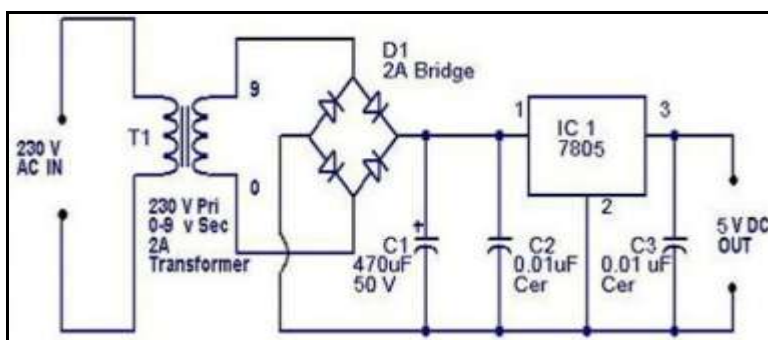 230 V
AC IN
T1
9
0
230 V Pri
0-9 v Sec
2A
Transformer
D1
2A Bridge
+
C1
470uF
50 V
C2
0.01uF
Cer
1
IC 1
7805
3
2
C3
0.01 uF
Cer
5 V DC
OUT